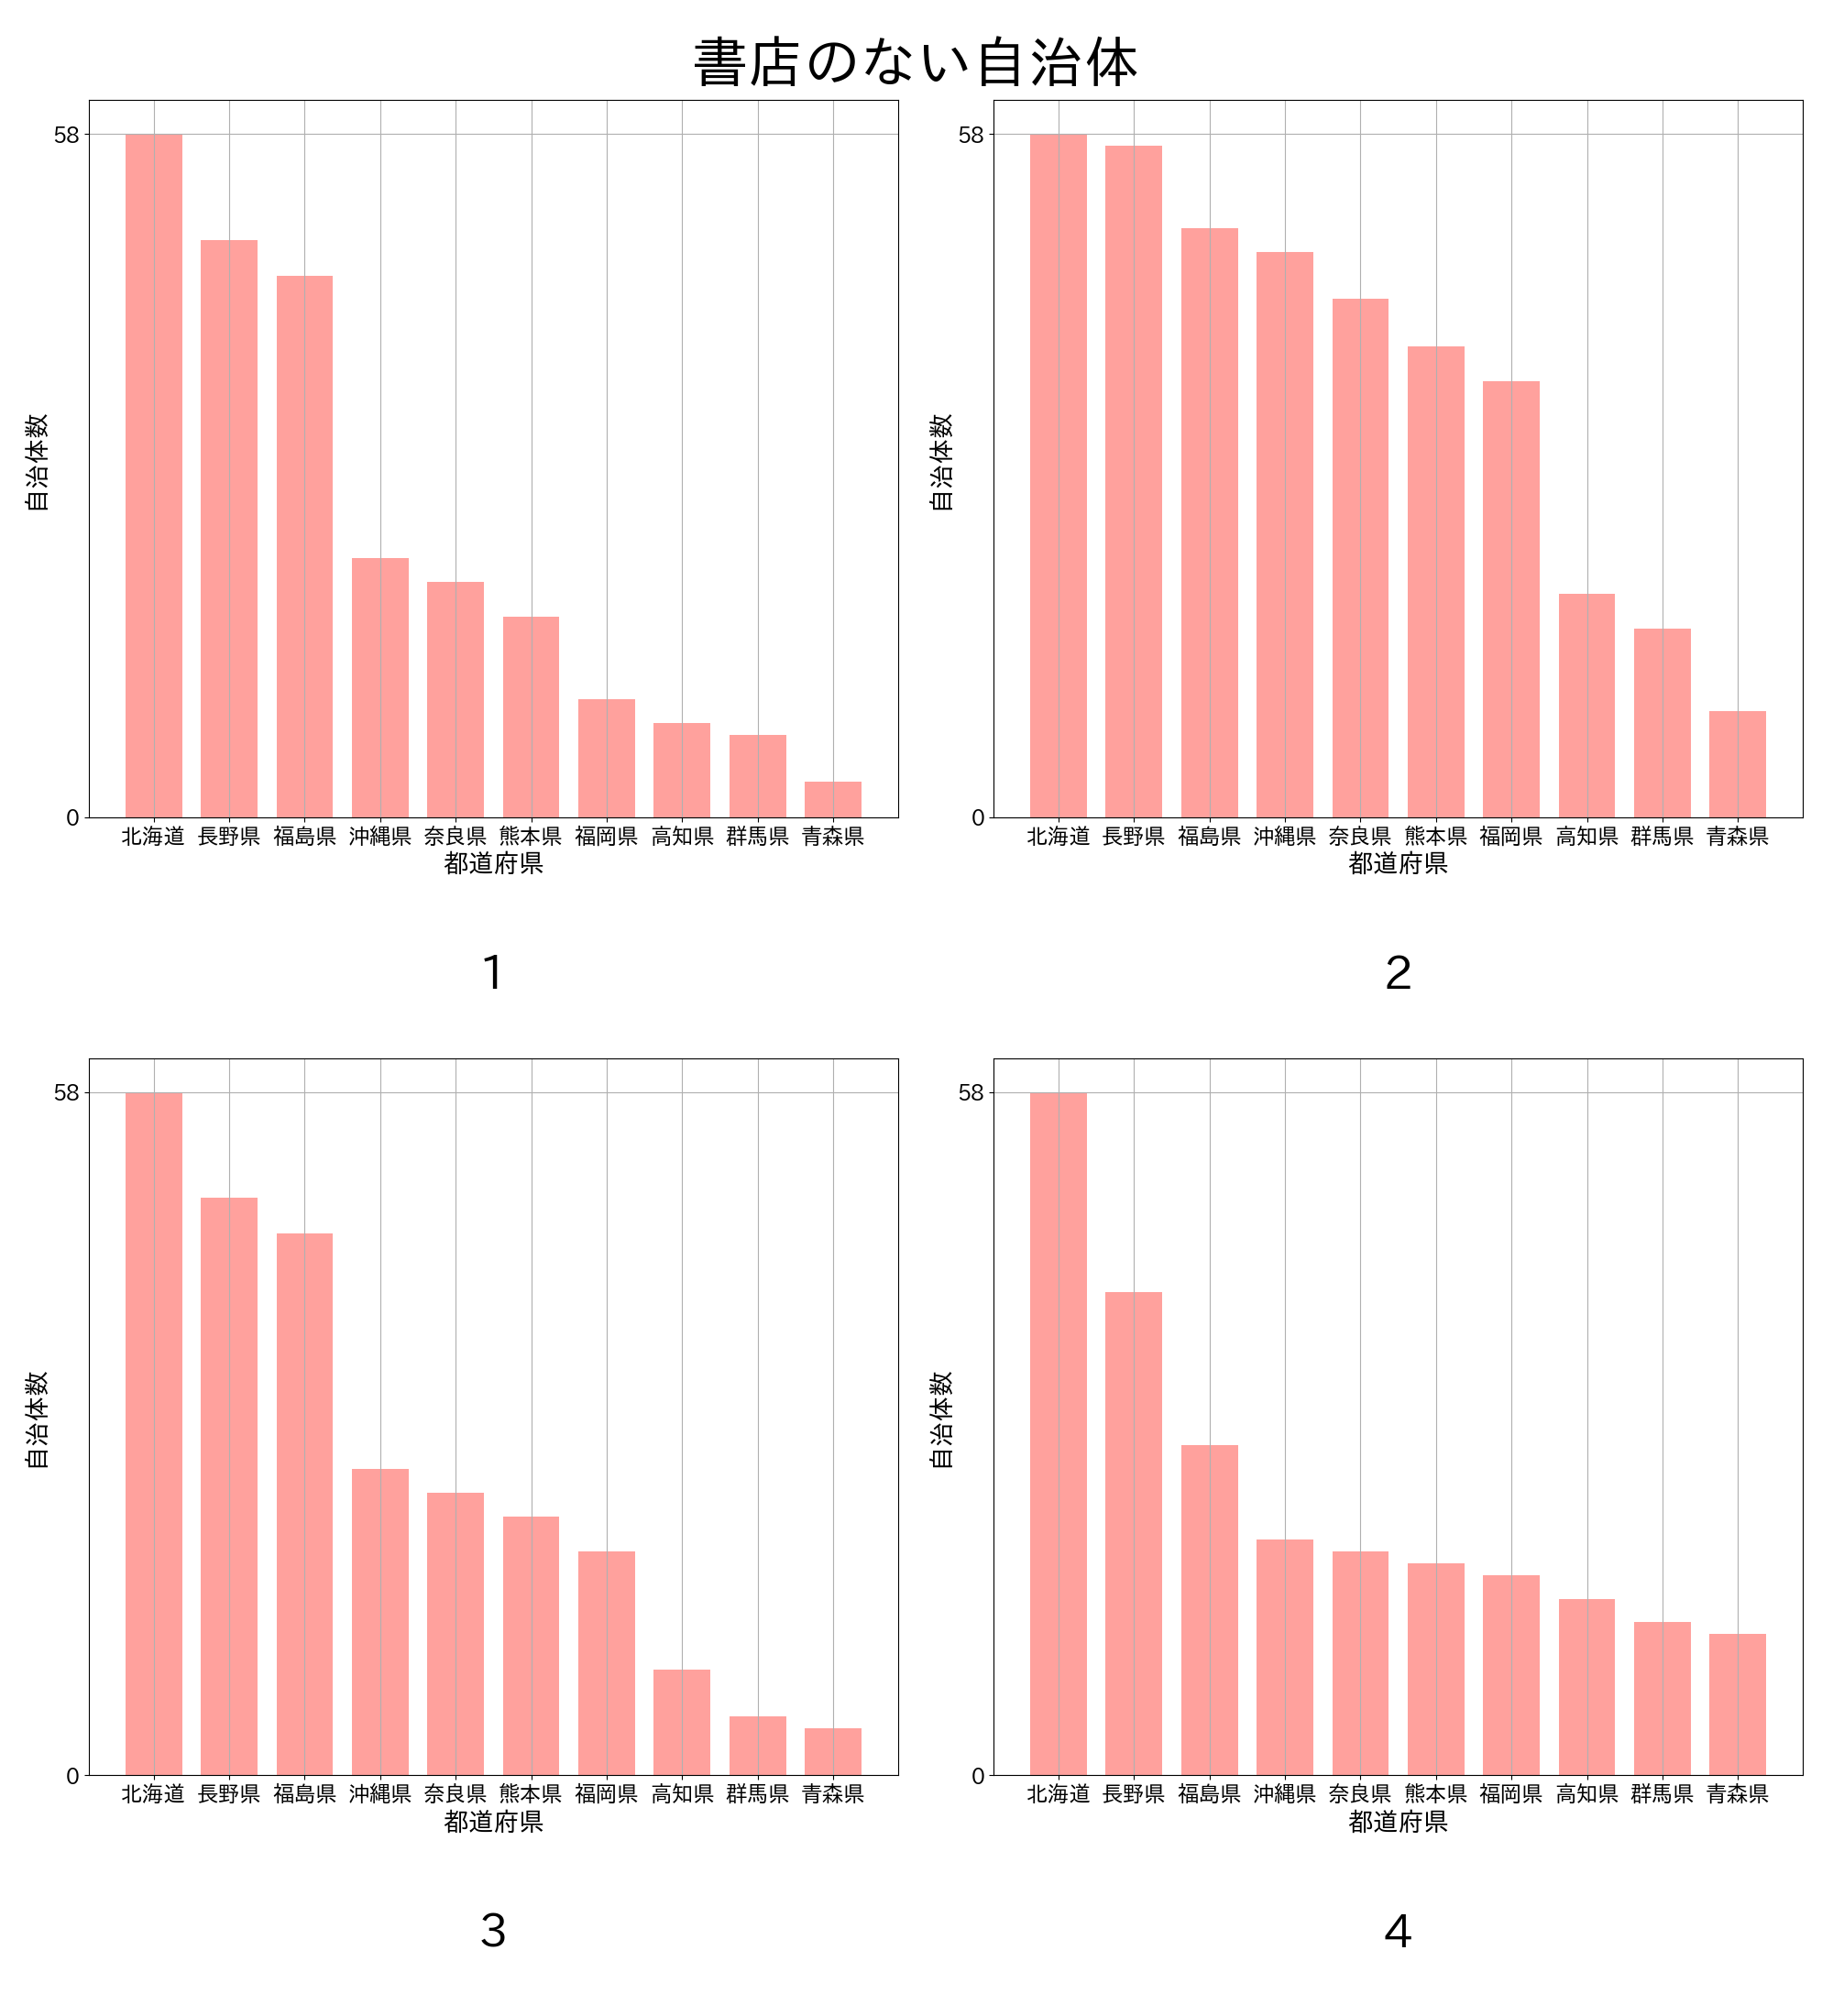 書店のない自治体
58
0
自治体数
北海道 長野県 福島県 沖縄県 奈良県 熊本県 福岡県 高知県 群馬県 青森県
都道府県
1
58
0
自治体数
北海道 長野県 福島県 沖縄県 奈良県 熊本県 福岡県 高知県 群馬県 青森県
都道府県
2
58
0
自治体数
北海道 長野県 福島県 沖縄県 奈良県 熊本県 福岡県 高知県 群馬県 青森県
都道府県
3
58
0
自治体数
北海道 長野県 福島県 沖縄県 奈良県 熊本県 福岡県 高知県 群馬県 青森県
都道府県
4